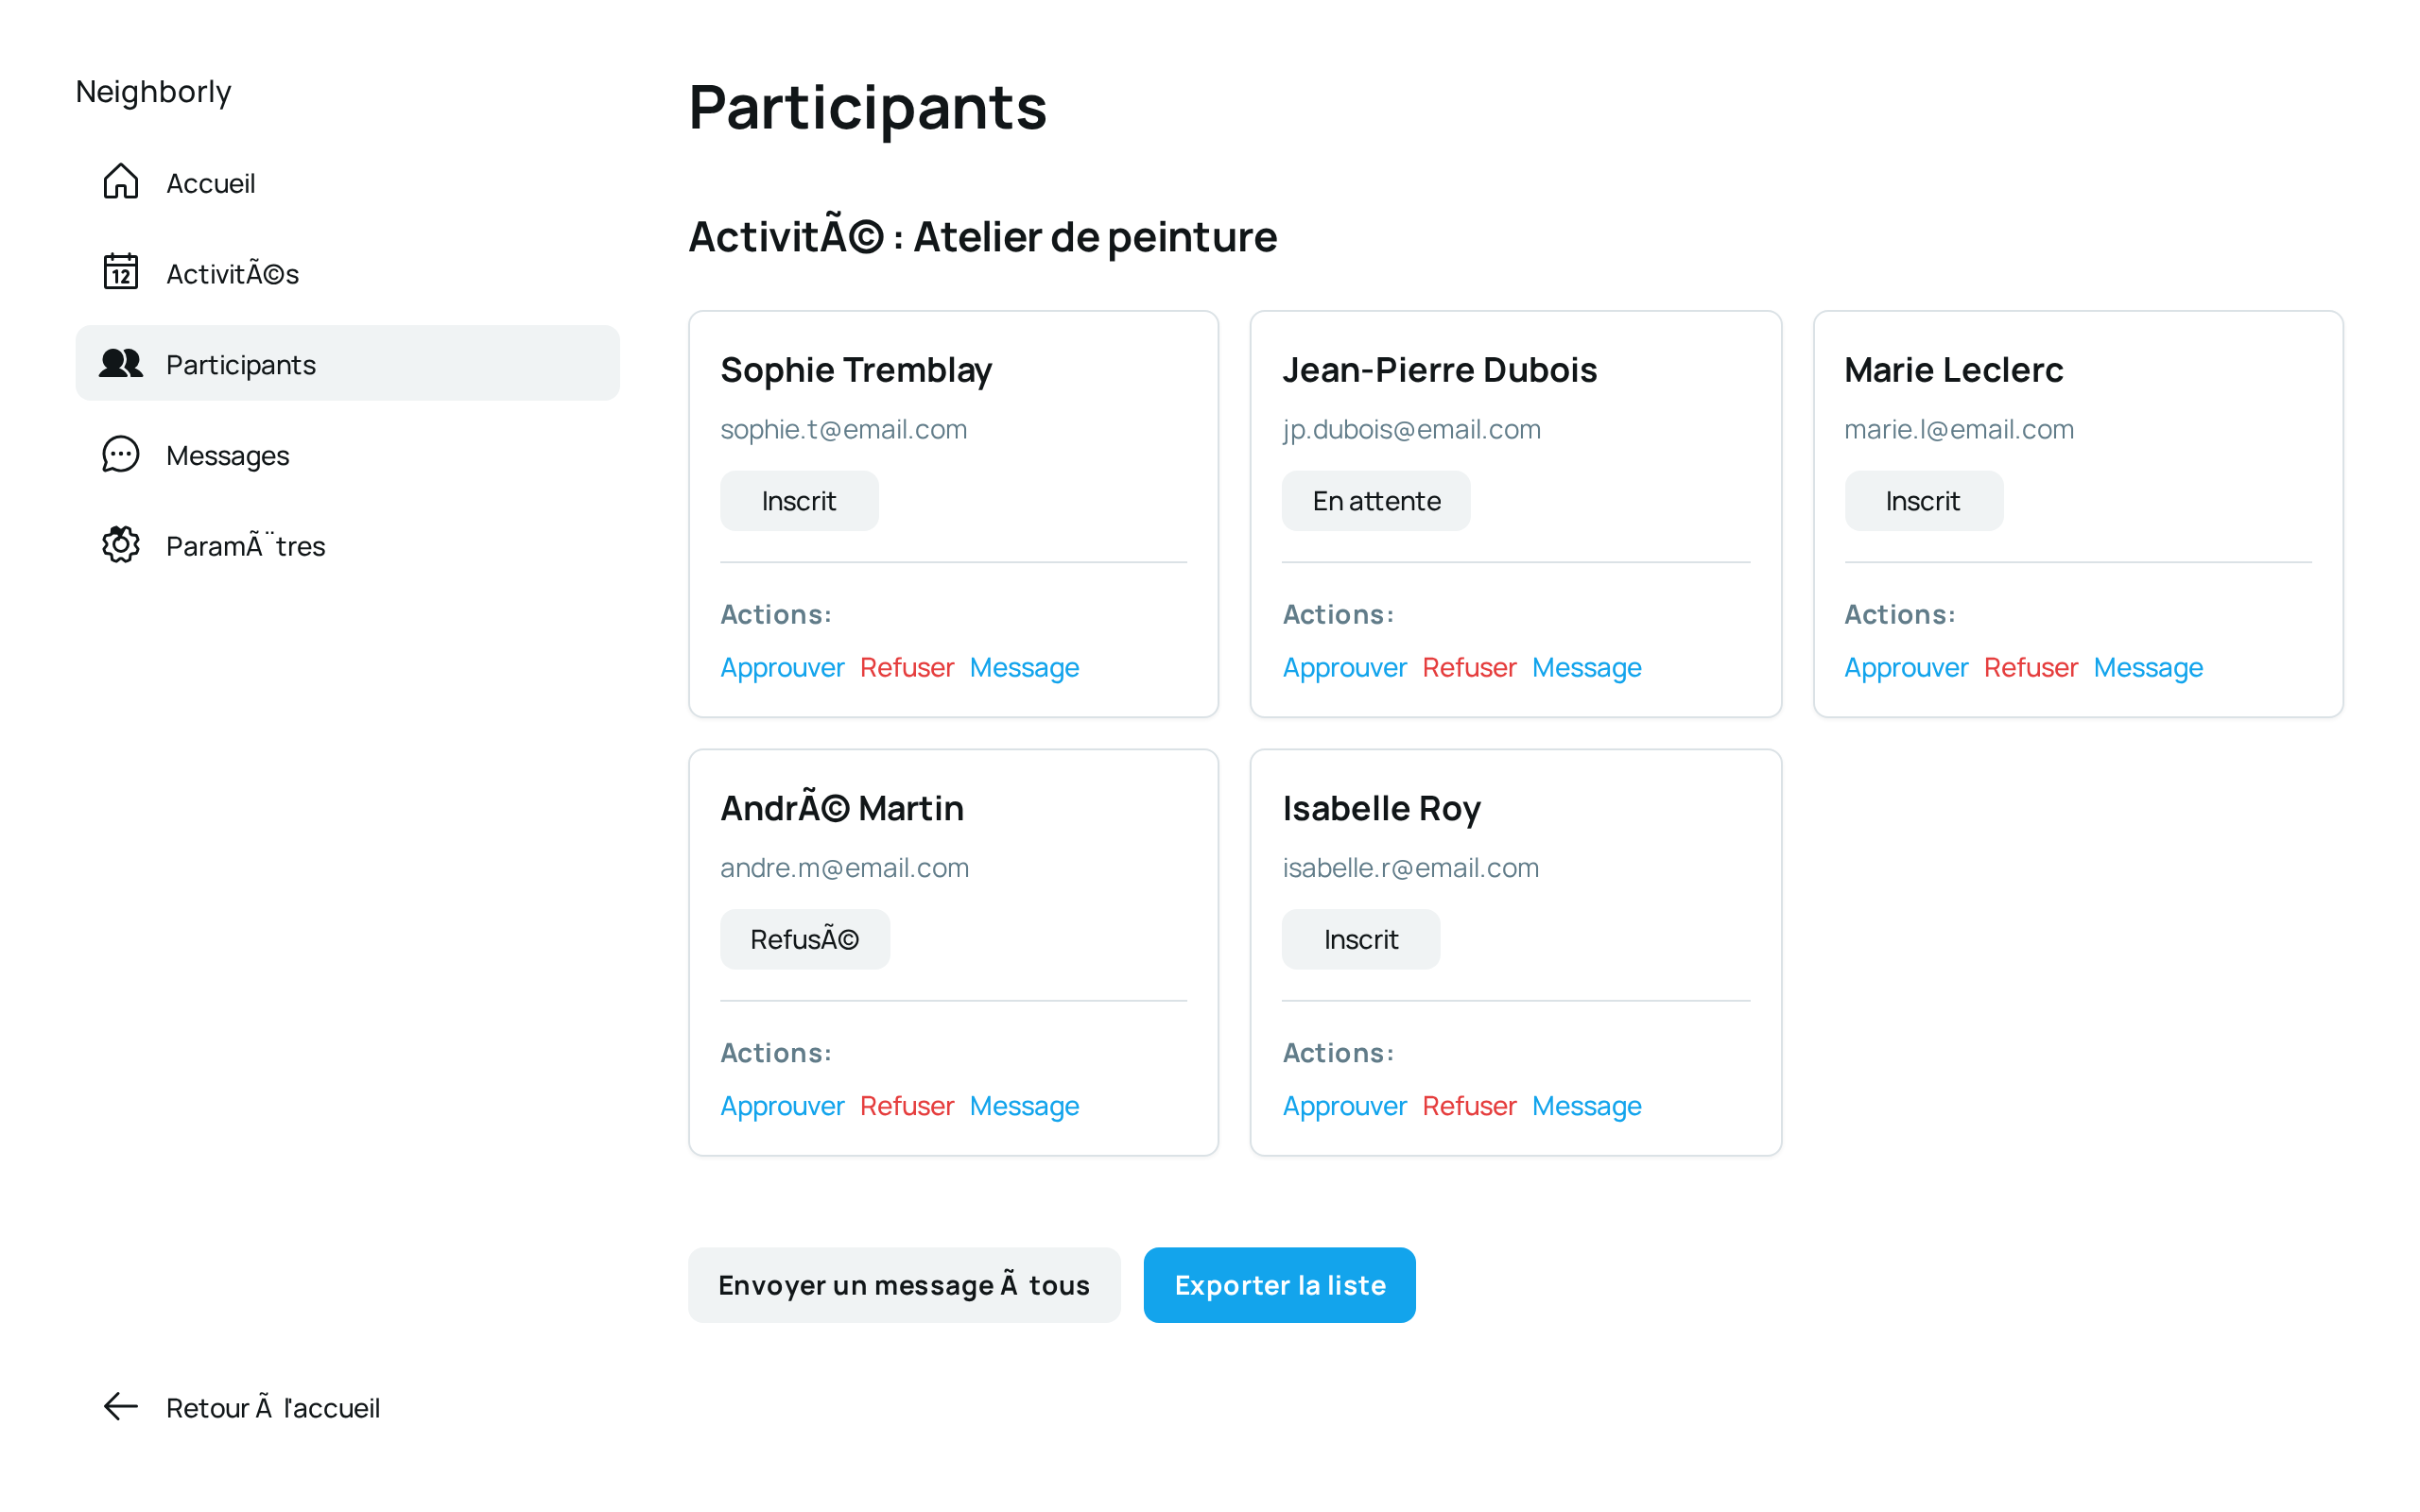 Neighborly
Accueil
12
ActivitÃ©s
Participants
Messages
ParamÃ¨tres
Retour Ã  l'accueil
Participants
ActivitÃ© : Atelier de peinture
Sophie Tremblay
sophie.t@email.com
Inscrit
Actions:
Approuver Refuser Message
Jean-Pierre Dubois
jp.dubois@email.com
En attente
Actions:
Approuver Refuser Message
Marie Leclerc
marie.l@email.com
Inscrit
Actions:
Approuver Refuser Message
AndrÃ© Martin
andre.m@email.com
RefusÃ©
Actions:
Approuver Refuser Message
Isabelle Roy
isabelle.r@email.com
Inscrit
Actions:
Approuver Refuser Message
Envoyer un message Ã  tous
Exporter la liste